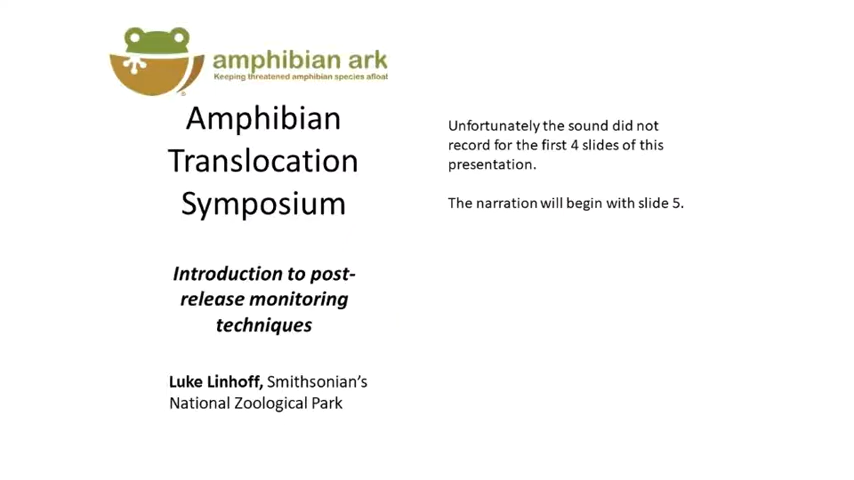 amphibian ark
Keeping threatened amphibian species afloat
Amphibian
Translocation
Symposium
Introduction to post-
release monitoring
techniques
Luke Linhoff, Smithsonian's
National Zoological Park
Unfortunately the sound did not
record for the first 4 slides of this
presentation.
The narration will begin with slide 5.